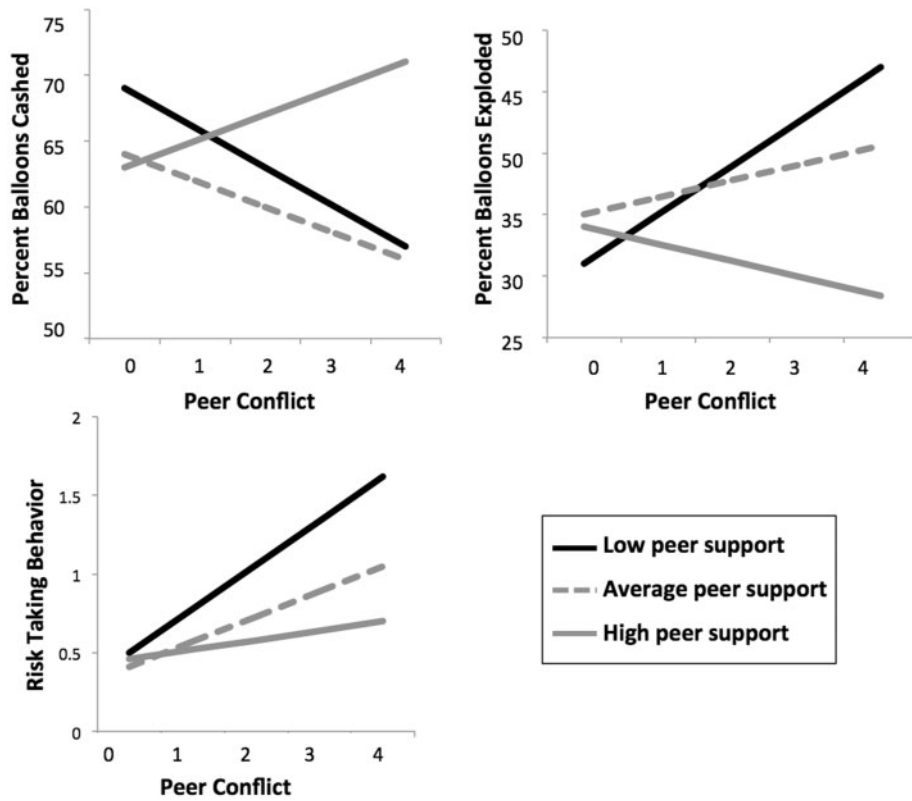 Percent Balloons Cashed
75
70
65
60
55
50
0 1 2 3 4
Peer Conflict
Percent Balloons Exploded
50
45
50
35
30
25
0 1 2 3 4
Peer Conflict
Risk Taking Behavior
2
1.5
1
0.5
0
0 1 2 3 4
Peer Conflict
Low peer support
Average peer support
High peer support